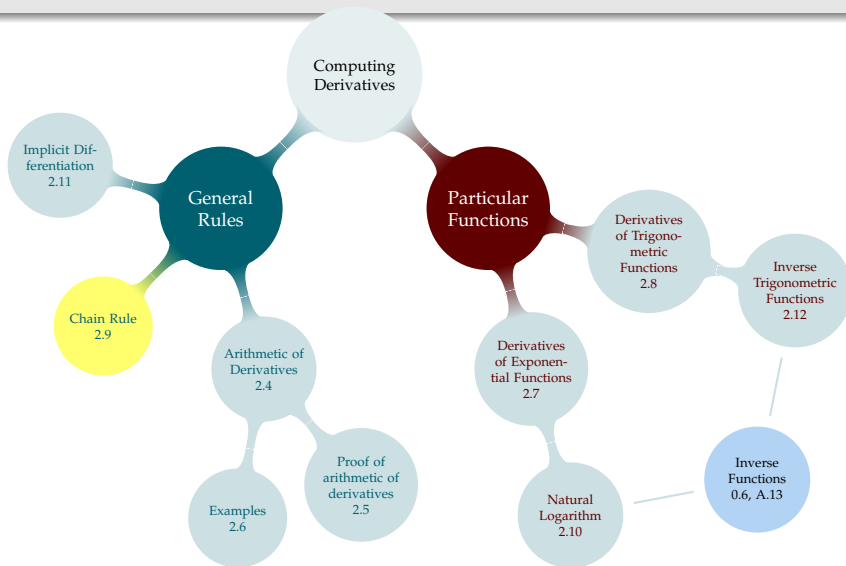 Computing
Derivatives
Implicit Dif-
ferentiation
2.11
General
Rules
Particular
Functions
Derivatives
of Trigono-
metric
Functions
2.8
Inverse
Trigonometric
Functions
2.12
Chain Rule
2.9
Arithmetic of
Derivatives
2.4
Derivatives
of Exponen-
tial Functions
2.7
Examples
2.6
Proof of
arithmetic of
derivatives
2.5
Natural
Logarithm
2.10
Inverse
Functions
0.6, A.13